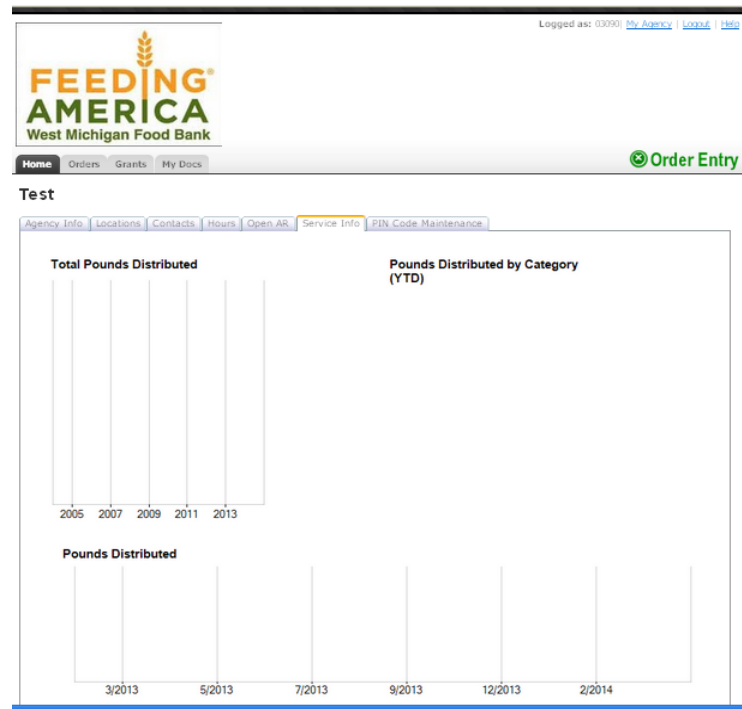 Logged as: 03090| My Agency | Logout | Help
FEEDING®
AMERICA
West Michigan Food Bank
Home Orders Grants My Docs
Order Entry
Test
Agency Info Locations Contacts Hours Open AR Service Info PIN Code Maintenance
Total Pounds Distributed
Pounds Distributed by Category
(YTD)
2005 2007 2009 2011 2013
Pounds Distributed
3/2013 5/2013 7/2013 9/2013 12/2013 2/2014